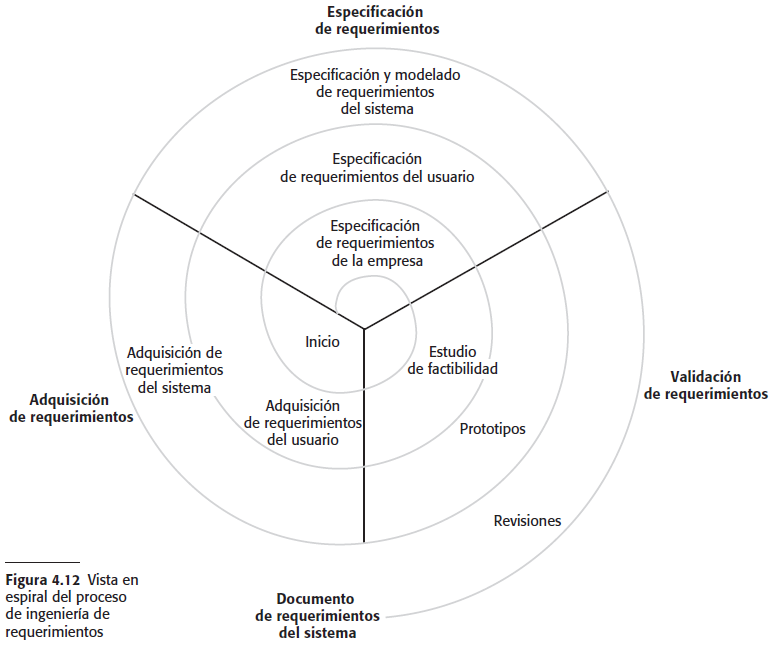 Especificación
de requerimientos
Especificación y modelado
de requerimientos
del sistema
Especificación
de requerimientos del usuario
Especificación
de requerimientos
de la empresa
Inicio
Estudio
de factibilidad
Adquisición de
requerimientos
del sistema
Adquisición
de requerimientos
Validación
de requerimientos
Adquisición
de requerimientos
del usuario
Prototipos
Revisiones
Figura 4.12 Vista en
espiral del proceso
de ingeniería de
requerimientos
Documento
de requerimientos
del sistema